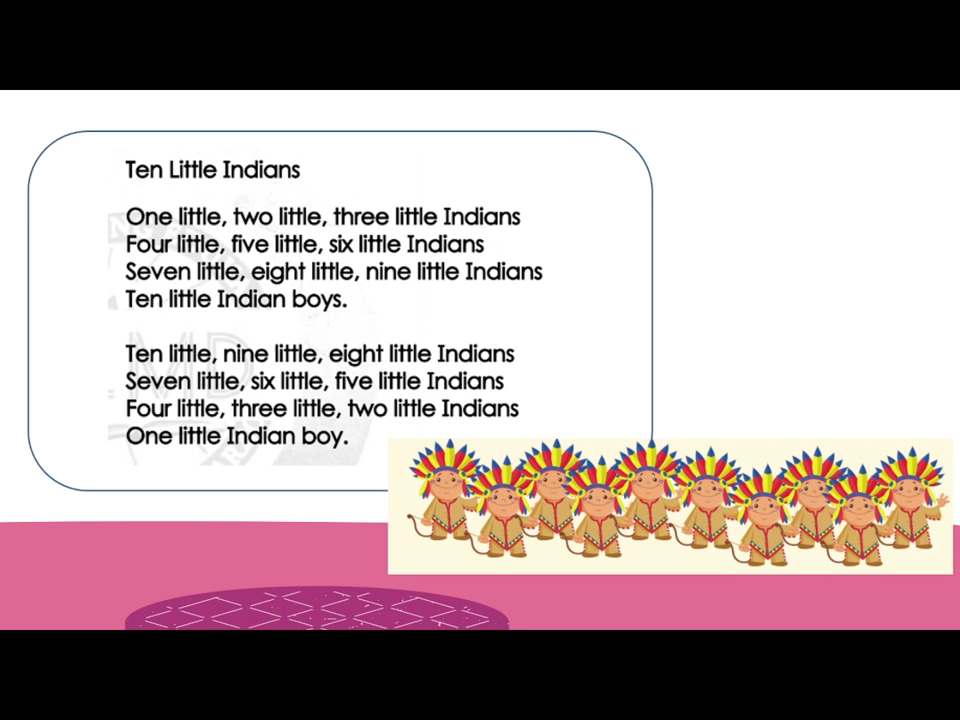 Ten Little Indians
One little, two little, three little Indians
Four little, five little, six little Indians
Seven little, eight little, nine little Indians
Ten little Indian boys.
Ten little, nine little, eight little Indians
Seven little, six little, five little Indians
Four little, three little, two little Indians
One little Indian boy.